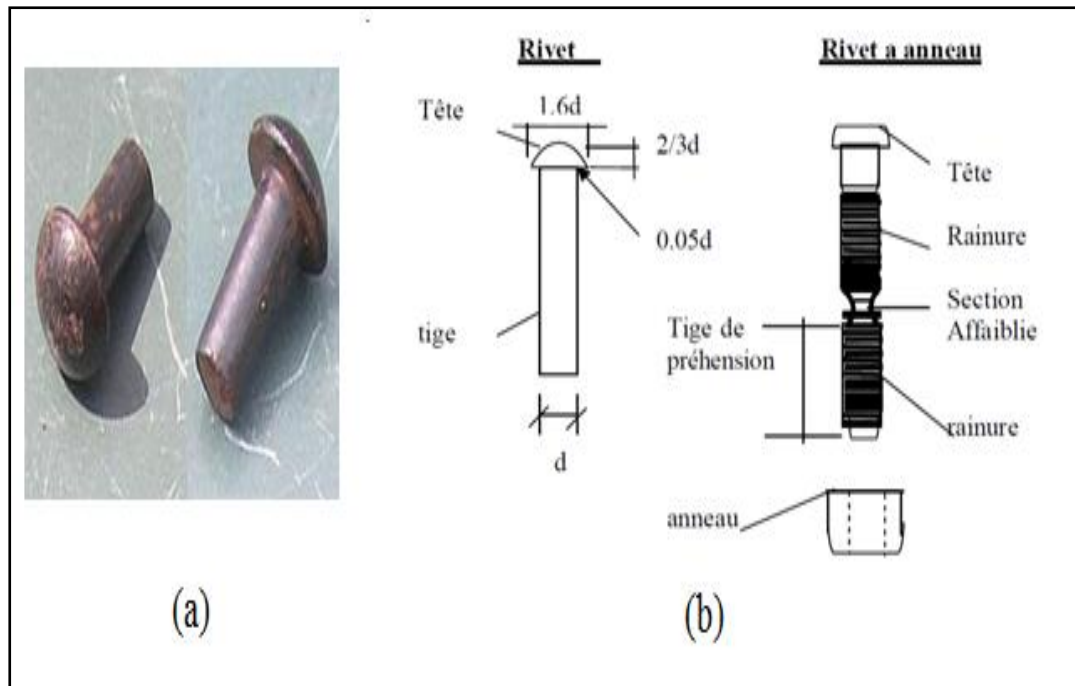 Rivet
Rivet a anneau
Tête
1.6d
2/3d
0.05d
tige
d
Tête
Rainure
Section
Affaiblie
Tige de
préhension
rainure
anneau
(a)
(b)